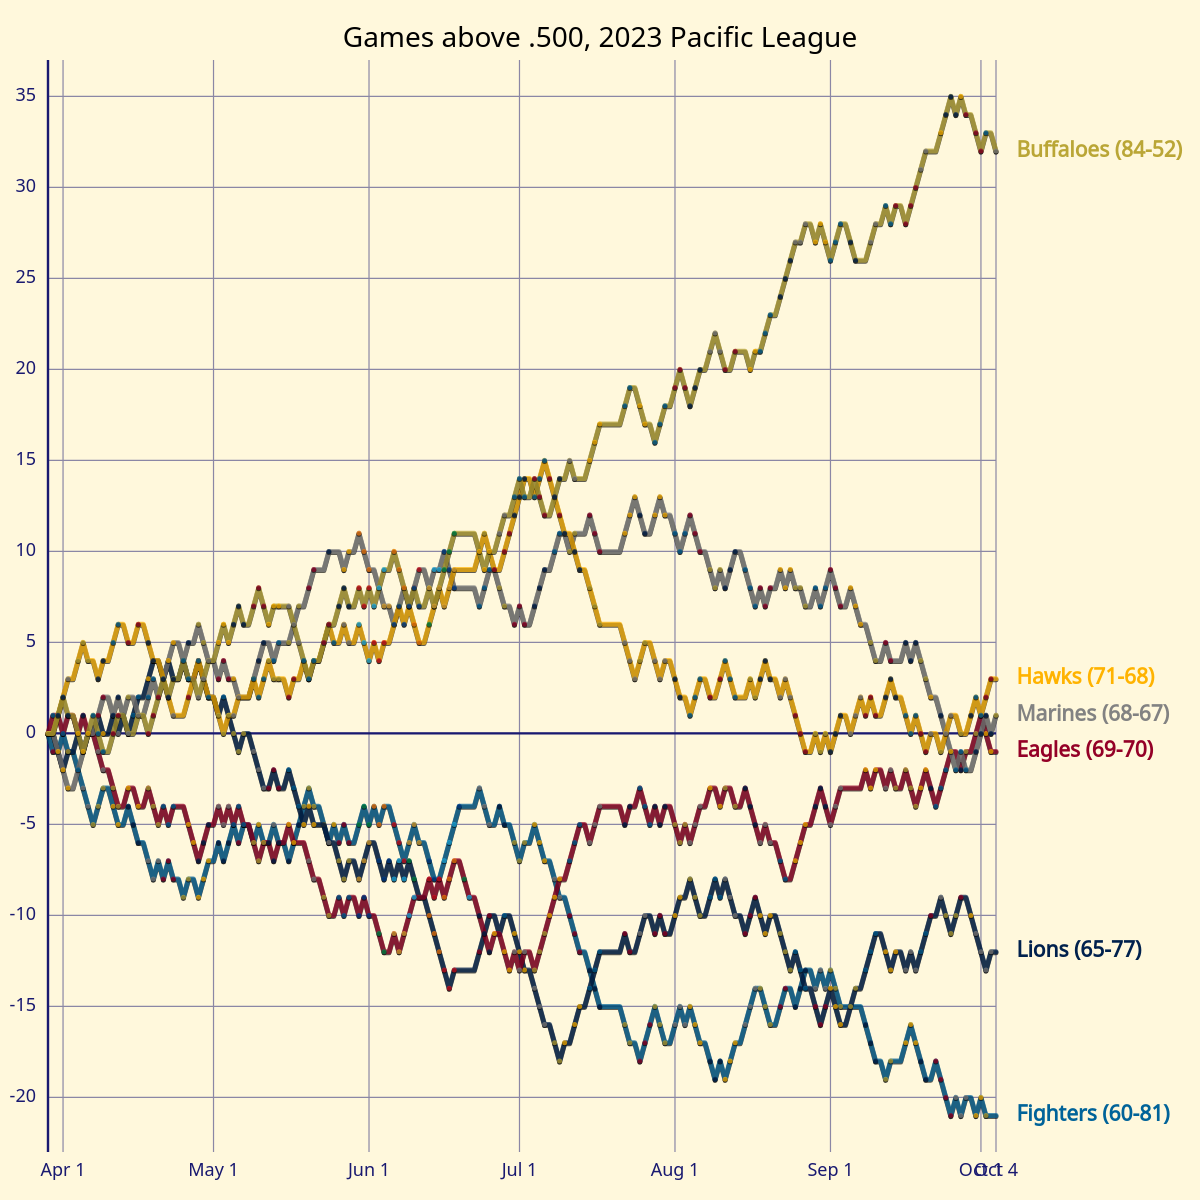 Games above .500, 2023 Pacific League
35
30
25
20
15
10
5
0
-5
-10
-15
-20
Buffaloes (84-52)
Hawks (71-68)
Marines (68-67)
Eagles (69-70)
Lions (65-77)
Fighters (60-81)
Apr 1
May 1
Jun 1
Jul 1
Aug 1
Sep 1
Oct 1
Oct 4